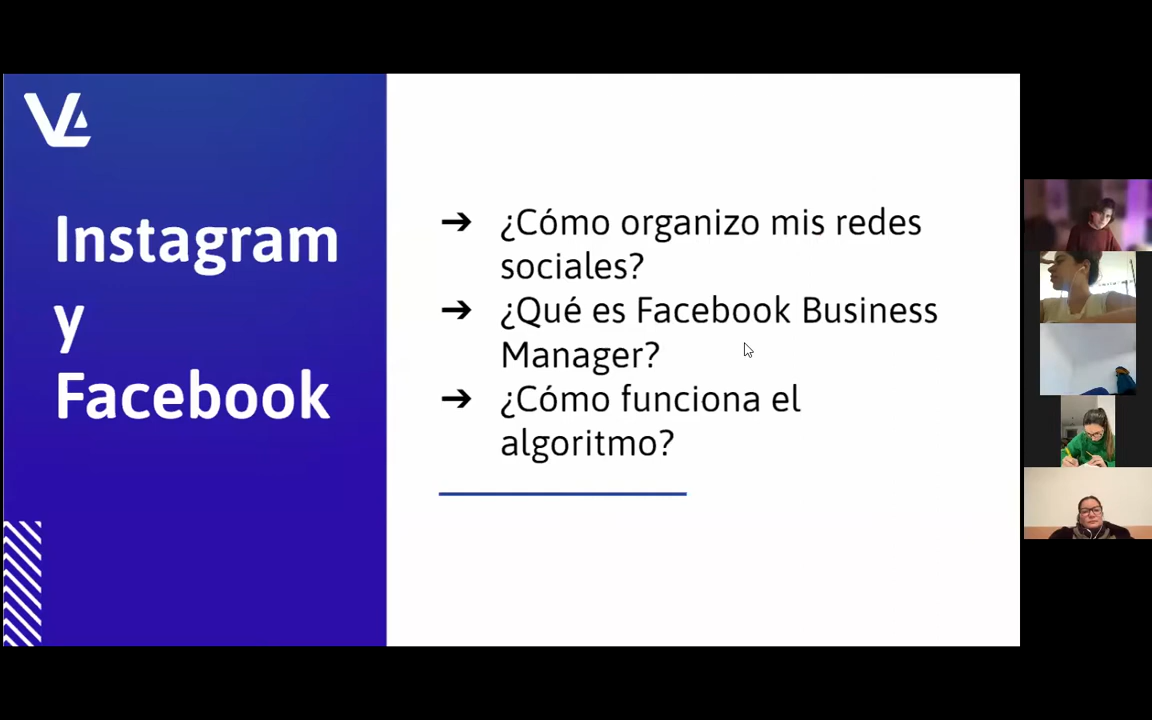 Instagram
y
Facebook
➔ ¿Cómo organizo mis redes
sociales?
➔ ¿Qué es Facebook Business
Manager?
➔ ¿Cómo funciona el
algoritmo?